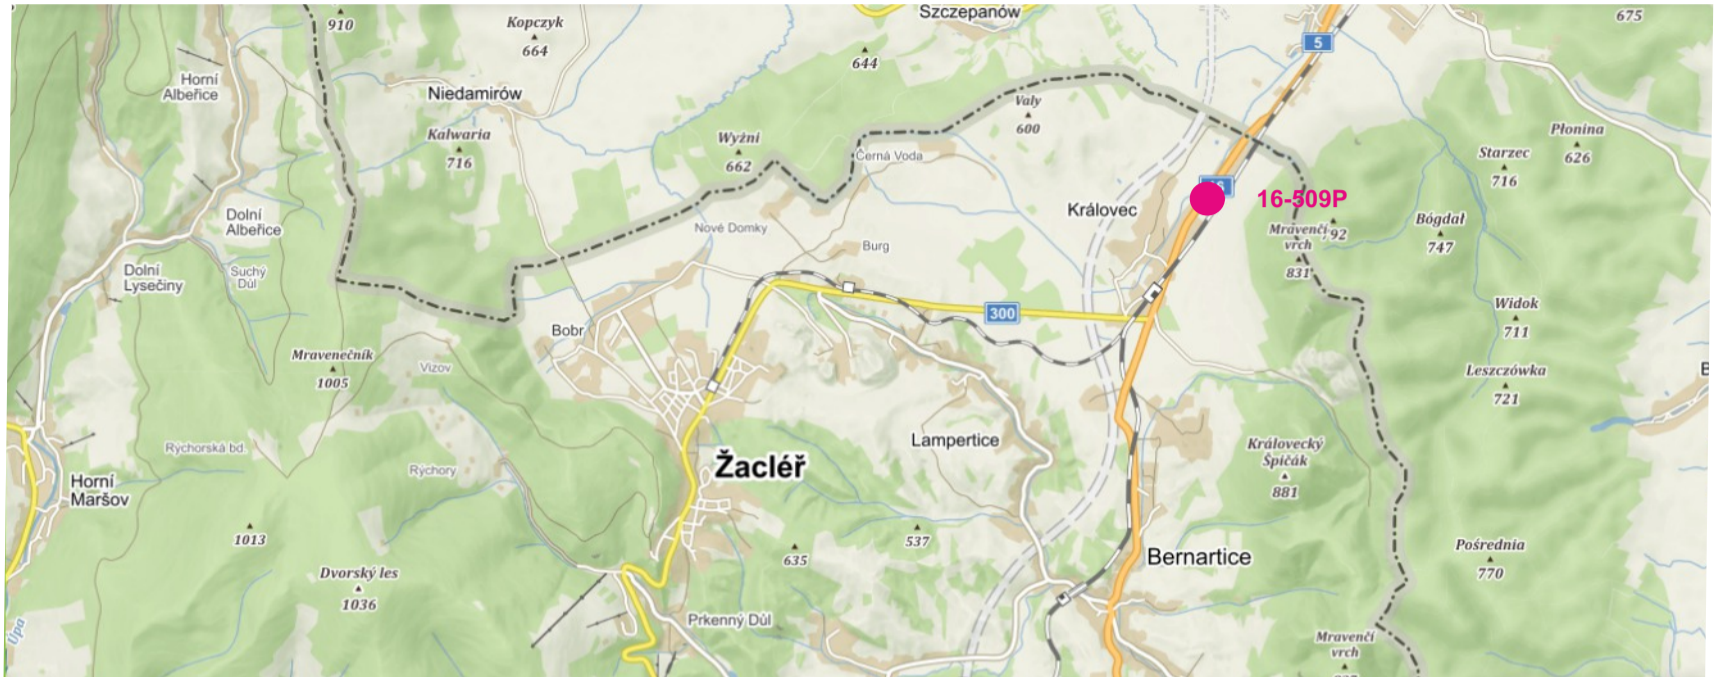 910
Kopczyk
664
Szczepanów
644
5
675
Horní
Albeřice
Niedamirów
Kalwaria
716
Wyżni
662
Valy
600
Černá Voda
Płonina
626
Starzec
716
16-509P
Královec
Dolní
Albeřice
Nové Domky
Burg
Mravenčí
vrch
831
Bógdał
747
Dolní
Lysečiny
Suchý
Důl
Widok
711
300
Bobr
Mravenečník
1005
Vizov
Leszczówka
721
Rýchorská bd.
Rýchory
Lampertice
Královecký
Špičák
881
Žacléř
Horní
Maršov
1013
537
635
Bernartice
Pośrednia
770
Dvorský les
1036
Prkenný Důl
Úpa
Mravenčí
vrch